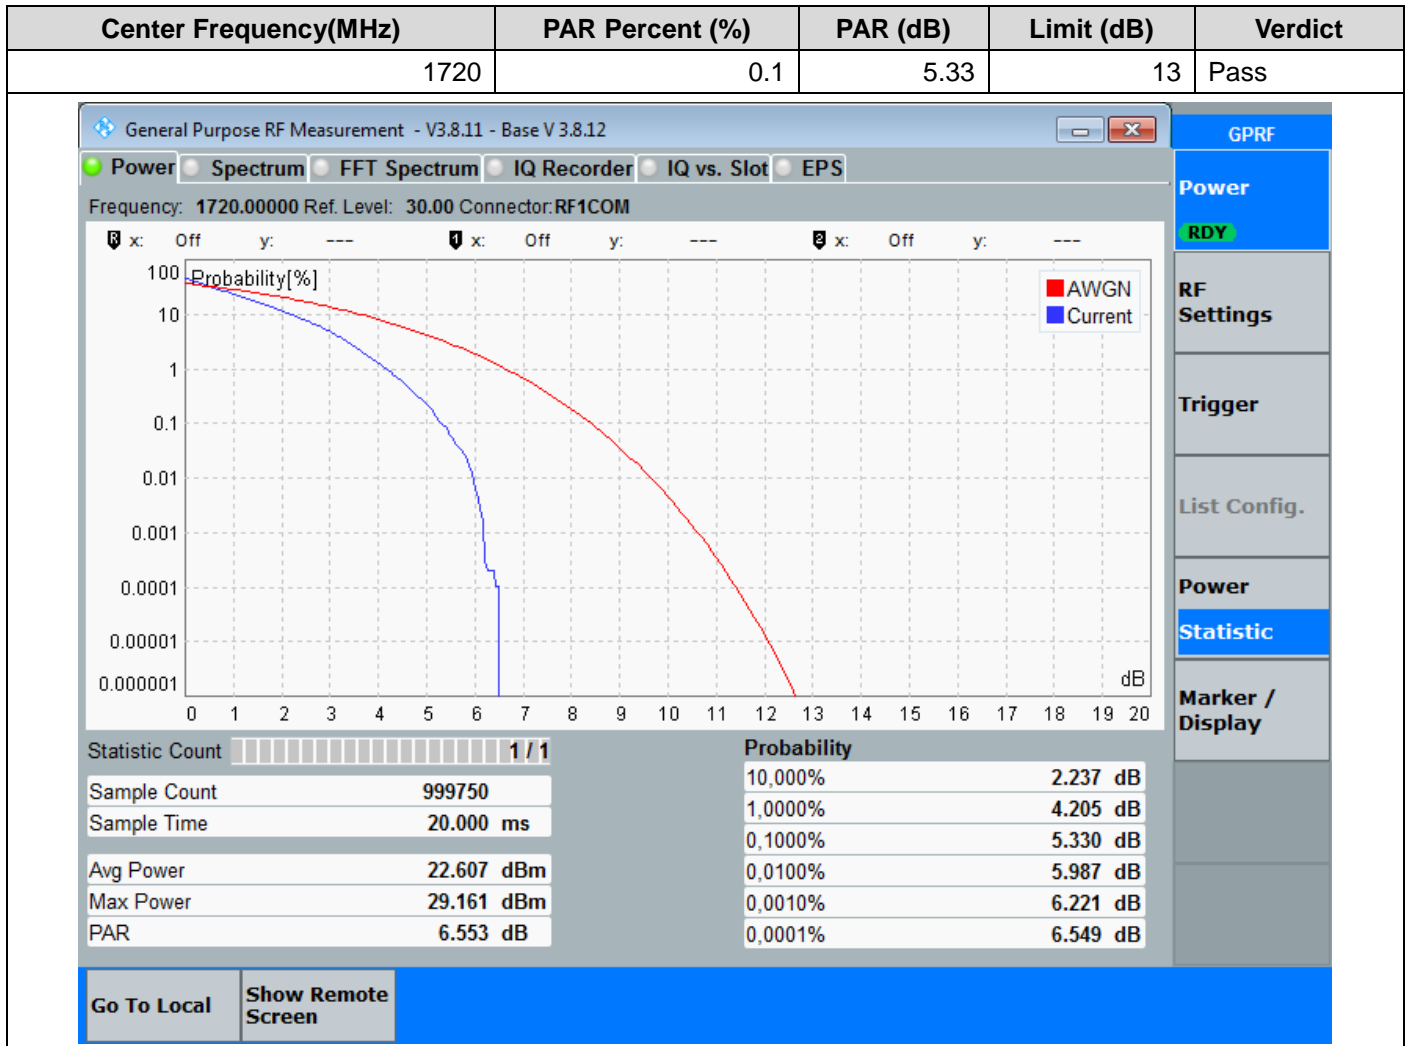 Center Frequency(MHz) PAR Percent (%) PAR (dB) Limit (dB) Verdict
1720 0.1 5.33 13 Pass
General Purpose RF Measurement - V3.8.11 - Base V 3.8.12
GPRF
Power Spectrum FFT Spectrum IQ Recorder IQ vs. Slot EPS
Frequency: 1720.00000 Ref. Level: 30.00 Connector: RF1COM
R x: Off y: --- 1 x: Off y: --- 2 x: Off y: ---
Probability[%]
100
10
1
0.1
0.01
0.001
0.0001
0.00001
0.000001
AWGN
Current
dB
0 1 2 3 4 5 6 7 8 9 10 11 12 13 14 15 16 17 18 19 20
Statistic Count 1 / 1
Sample Count 999750
Sample Time 20.000 ms
Avg Power 22.607 dBm
Max Power 29.161 dBm
PAR 6.553 dB
Probability
10,000% 2.237 dB
1,0000% 4.205 dB
0,1000% 5.330 dB
0,0100% 5.987 dB
0,0010% 6.221 dB
0,0001% 6.549 dB
Power
RDY
RF
Settings
Trigger
List Config.
Power
Statistic
Marker /
Display
Go To Local
Show Remote
Screen